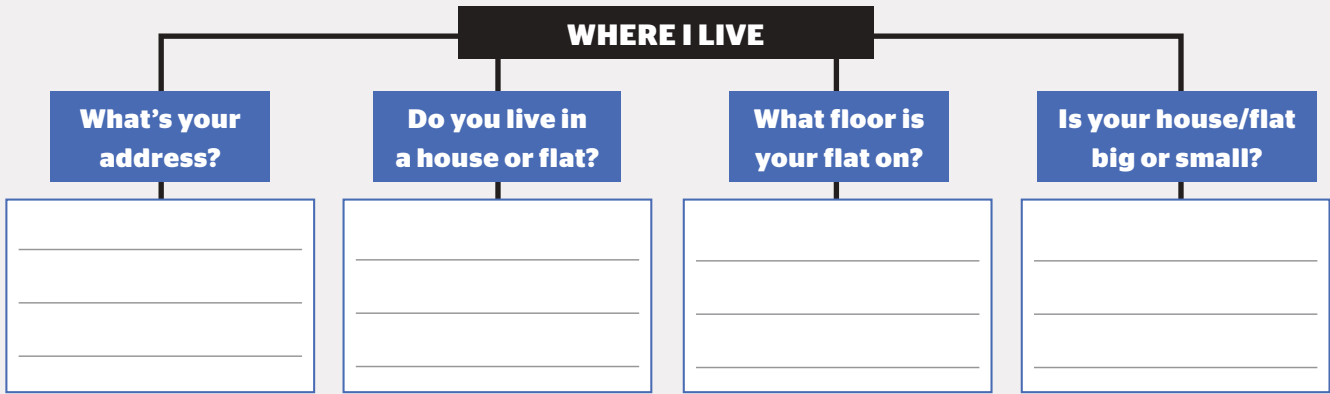 WHERE I LIVE
What’s your
address?
Do you live in
a house or flat?
What floor is
your flat on?
Is your house/flat
big or small?